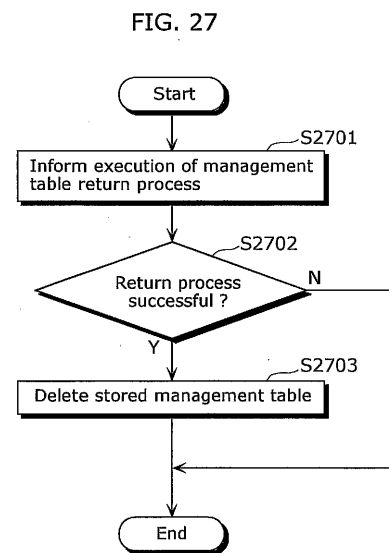 FIG. 27
Start
S2701
Inform execution of management
table return process
S2702
Return process
successful ?
N
Y
S2703
Delete stored management table
End